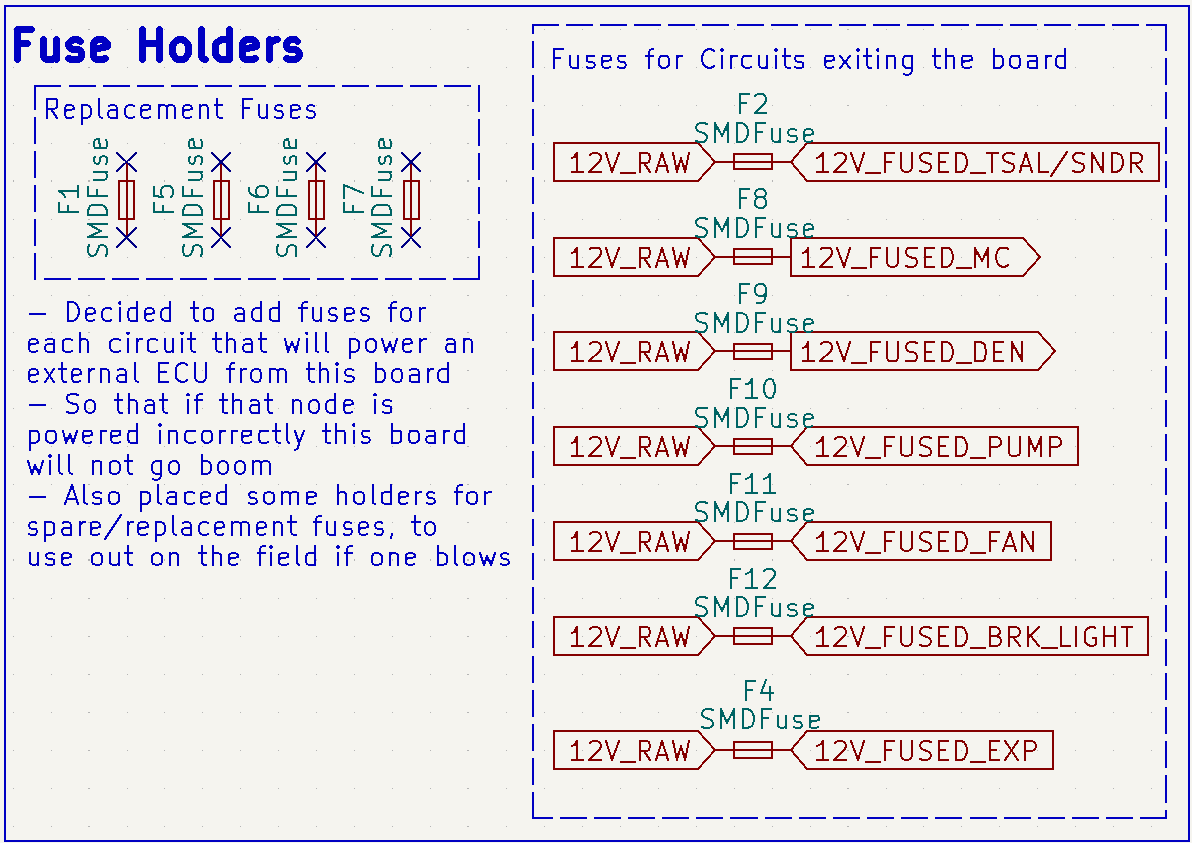 Fuse Holders
Replacement Fuses
F1
SMDFuse
F5
SMDFuse
F6
SMDFuse
F7
SMDFuse
— Decided to add fuses for
each circuit that will power an
external ECU from this board
— So that if that node is
powered incorrectly this board
will not go boom
— Also placed some holders for
spare/replacement fuses, to
use out on the field if one blows
Fuses for Circuits exiting the board
F2
SMDFuse
12V_RAW 12V_FUSED_TSAL/SNDR
F8
SMDFuse
12V_RAW 12V_FUSED_MC
F9
SMDFuse
12V_RAW 12V_FUSED_DEN
F10
SMDFuse
12V_RAW 12V_FUSED_PUMP
F11
SMDFuse
12V_RAW 12V_FUSED_FAN
F12
SMDFuse
12V_RAW 12V_FUSED_BRK_LIGHT
F4
SMDFuse
12V_RAW 12V_FUSED_EXP